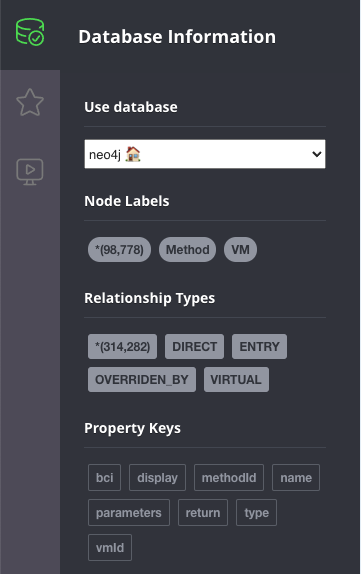 Database Information
Use database
neo4j 🏠
Node Labels
*(98,778) Method VM
Relationship Types
*(314,282) DIRECT ENTRY
OVERRIDEN_BY VIRTUAL
Property Keys
bci display methodId name
parameters return type
vmId